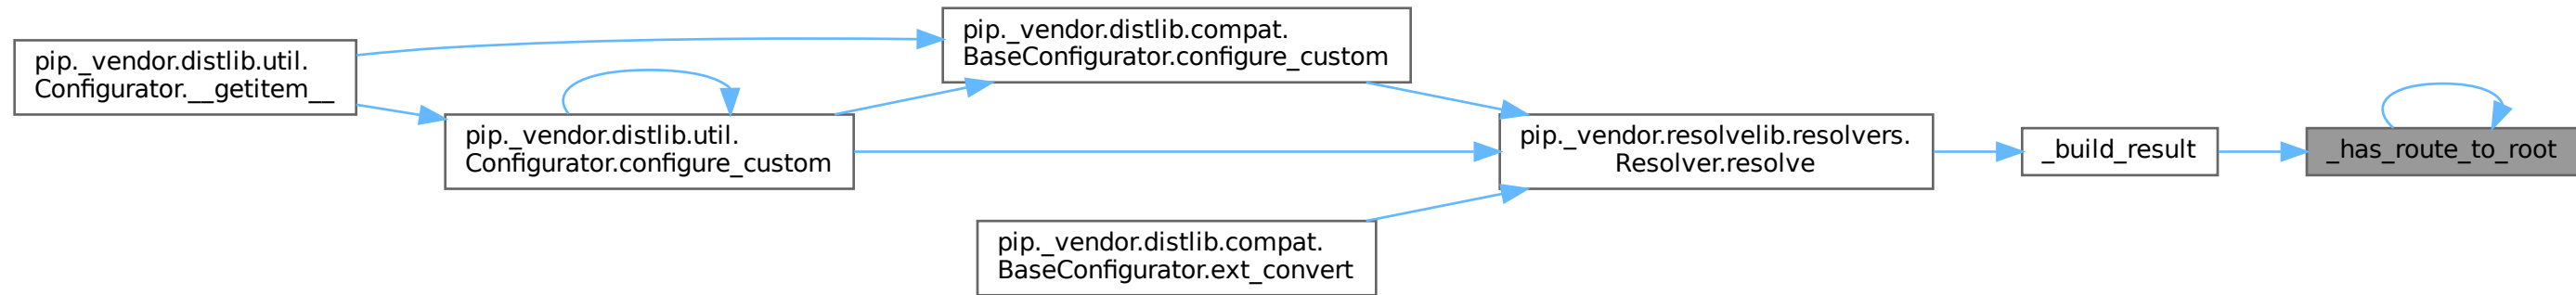 pip._vendor.distlib.util.
Configurator.__getitem__
pip._vendor.distlib.util.
Configurator.configure_custom
pip._vendor.distlib.compat.
BaseConfigurator.configure_custom
pip._vendor.distlib.compat.
BaseConfigurator.ext_convert
pip._vendor.resolvelib.resolvers.
Resolver.resolve
_build_result
_has_route_to_root